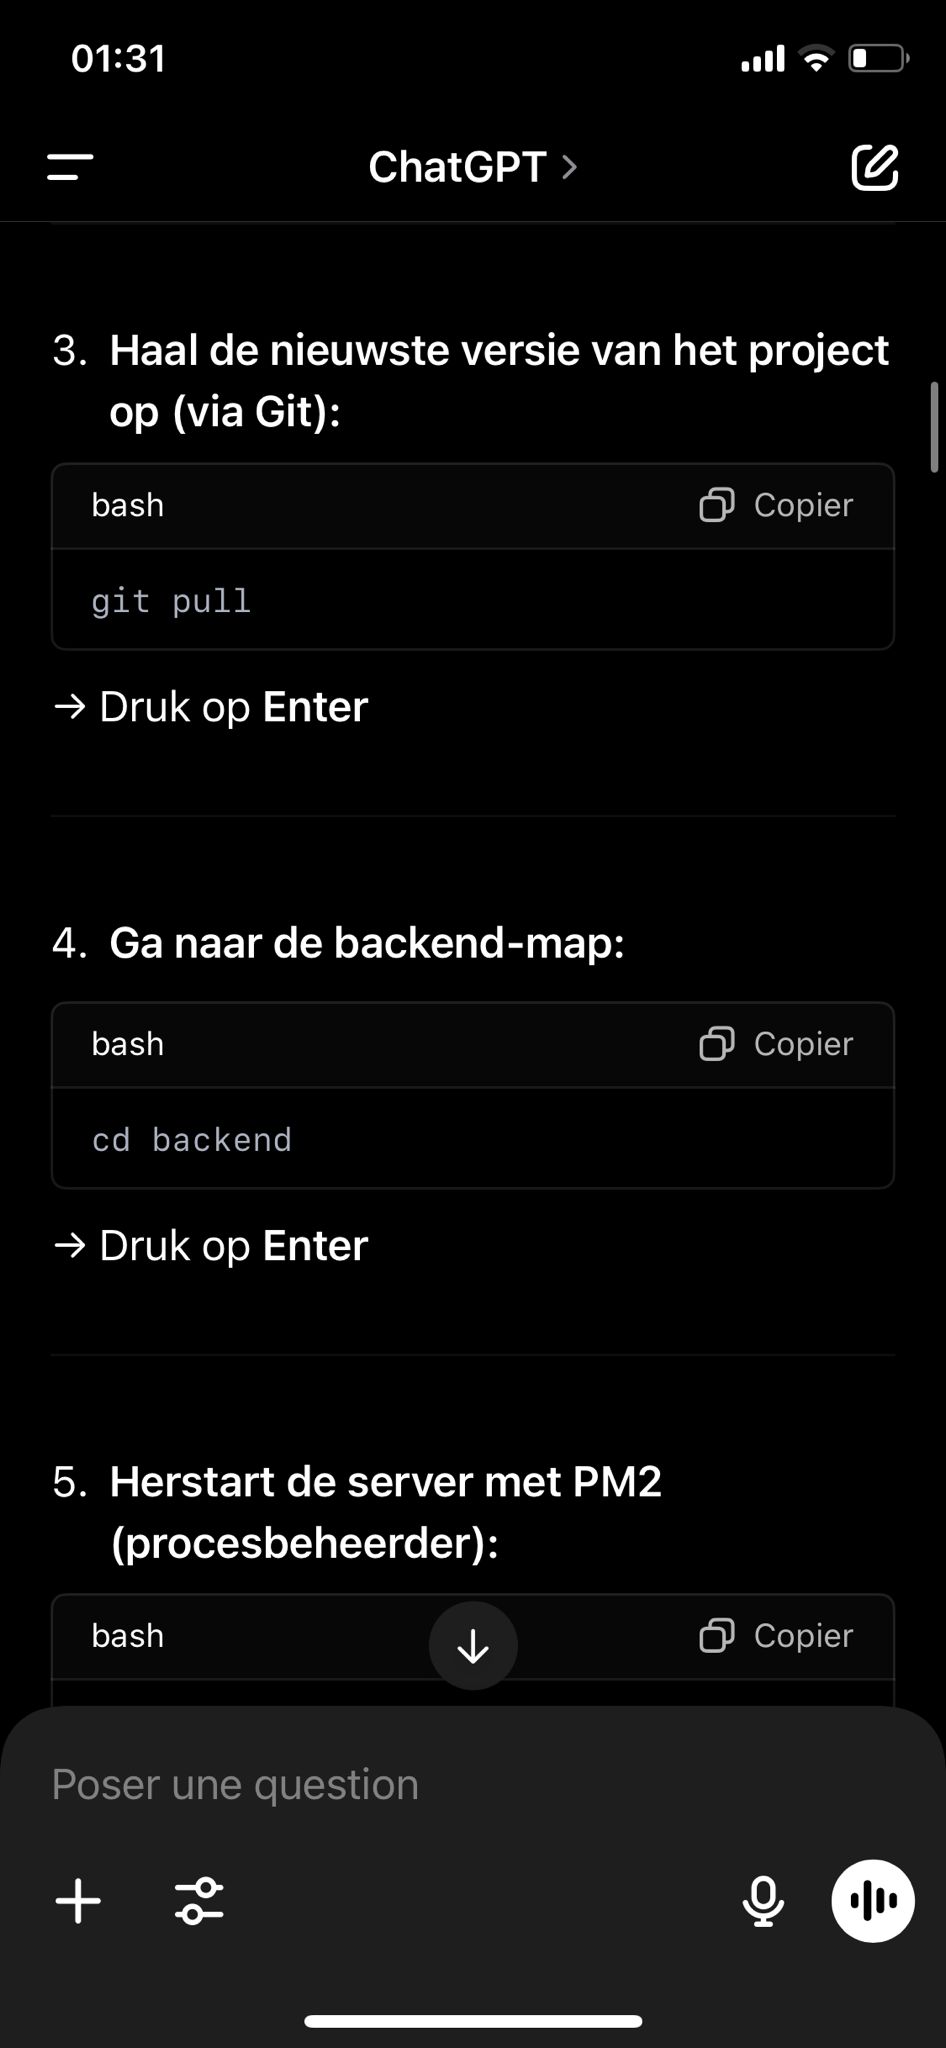 01:31
ChatGPT
3. Haal de nieuwste versie van het project
op (via Git):
bash
Copier
git pull
→ Druk op Enter
4. Ga naar de backend-map:
bash
Copier
cd backend
→ Druk op Enter
5. Herstart de server met PM2
(procesbeheerder):
bash
Copier
Poser une question